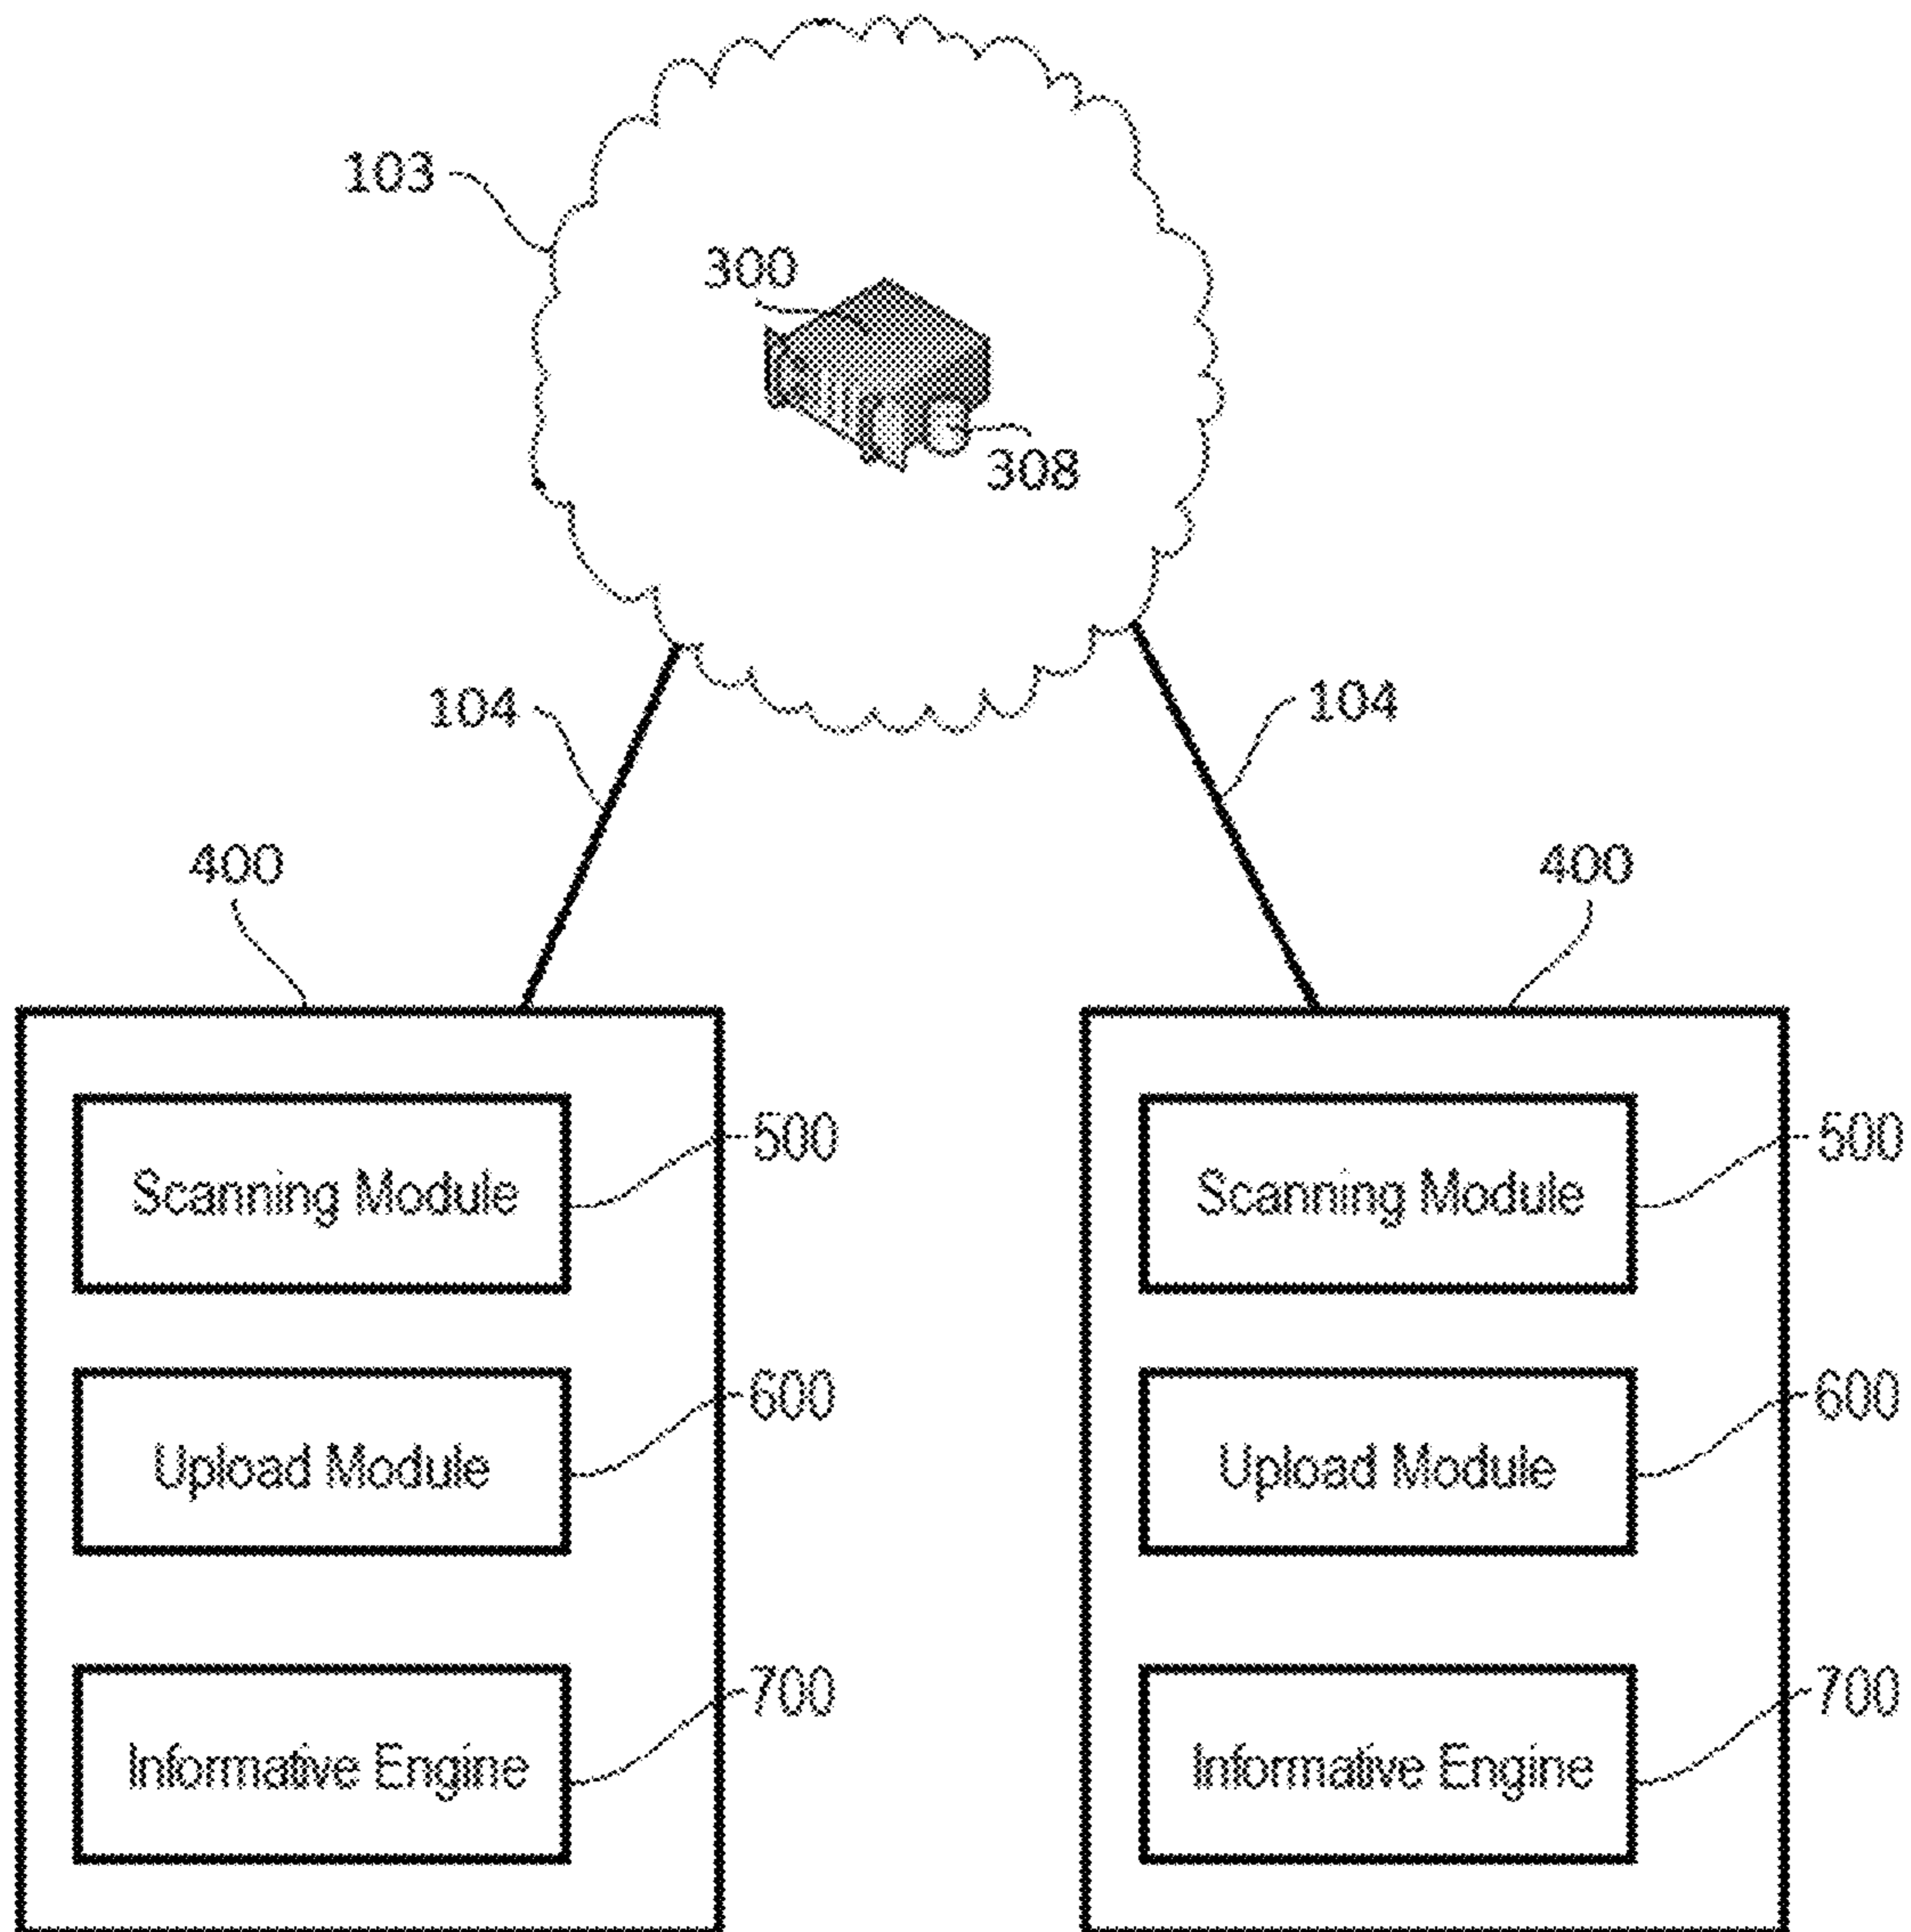 103
300
308
104
104
400
400
Scanning Module
500
Upload Module
600
Informative Engine
700
Scanning Module
500
Upload Module
600
Informative Engine
700